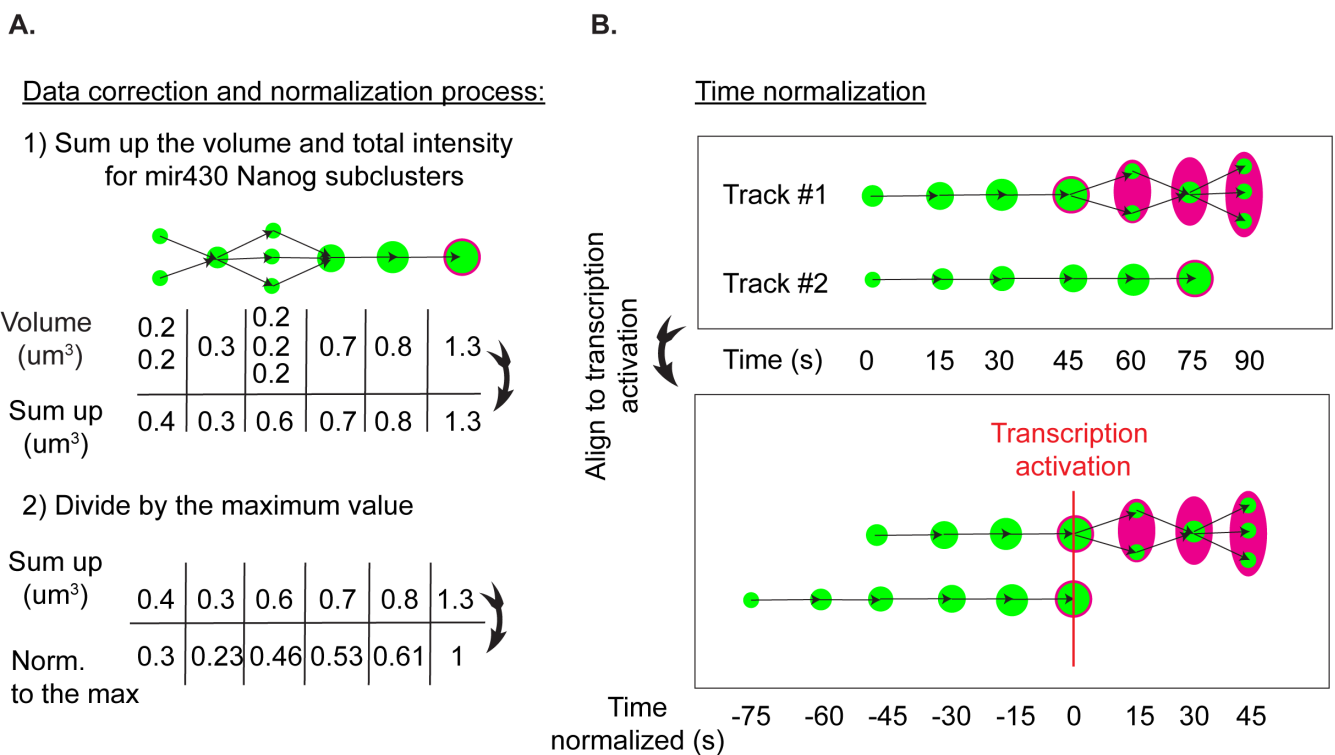 A.
Data correction and normalization process:
1) Sum up the volume and total intensity
for mir430 Nanog subclusters
Volume
(um³)
0.2
0.2
0.3
0.2
0.2
0.2
0.7
0.8
1.3
Sum up
(um³)
0.4 0.3 0.6 0.7 0.8 1.3
2) Divide by the maximum value
Sum up
(um³)
0.4 0.3 0.6 0.7 0.8 1.3
Norm.
to the max
0.3 0.23 0.46 0.53 0.61 1
B.
Time normalization
Track #1
Track #2
Time (s) 0 15 30 45 60 75 90
Align to transcription
activation
Transcription
activation
Time
normalized (s)
-75 -60 -45 -30 -15 0 15 30 45